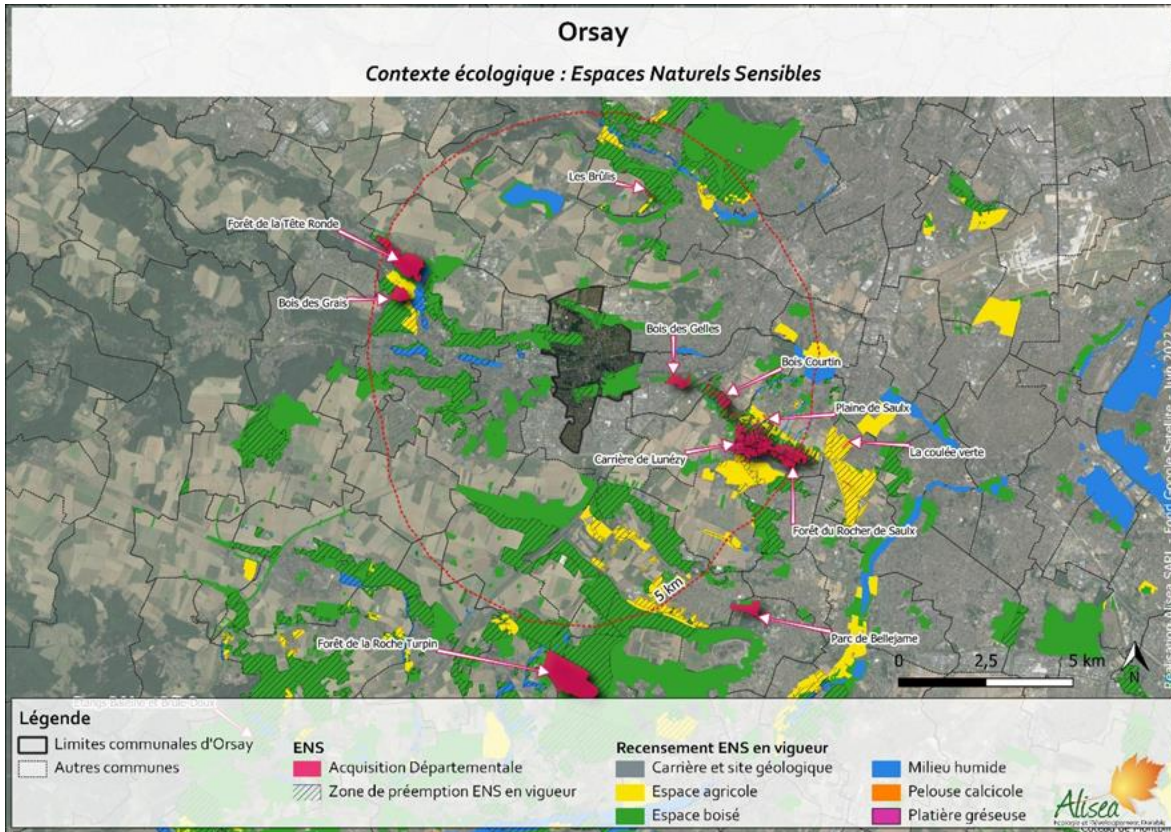 Orsay
Contexte écologique : Espaces Naturels Sensibles
Les Brûlis
Forêt de la Tête Ronde
Bois des Grais
Bois des Gelles
Bois Courtin
Plaine de Saulx
La coulée verte
Carrière de Lunézy
Forêt du Rocher de Saulx
5 km
Parc de Bellejame
Forêt de la Roche Turpin
0 2,5 5 km
N
Légende
Limites communales d'Orsay
Autres communes
ENS
Acquisition Départementale
Zone de préemption ENS en vigueur
Recensement ENS en vigueur
Carrière et site géologique
Espace agricole
Espace boisé
Milieu humide
Pelouse calcicole
Platière gréseuse
Alisea
Ecologie et Développement Durable